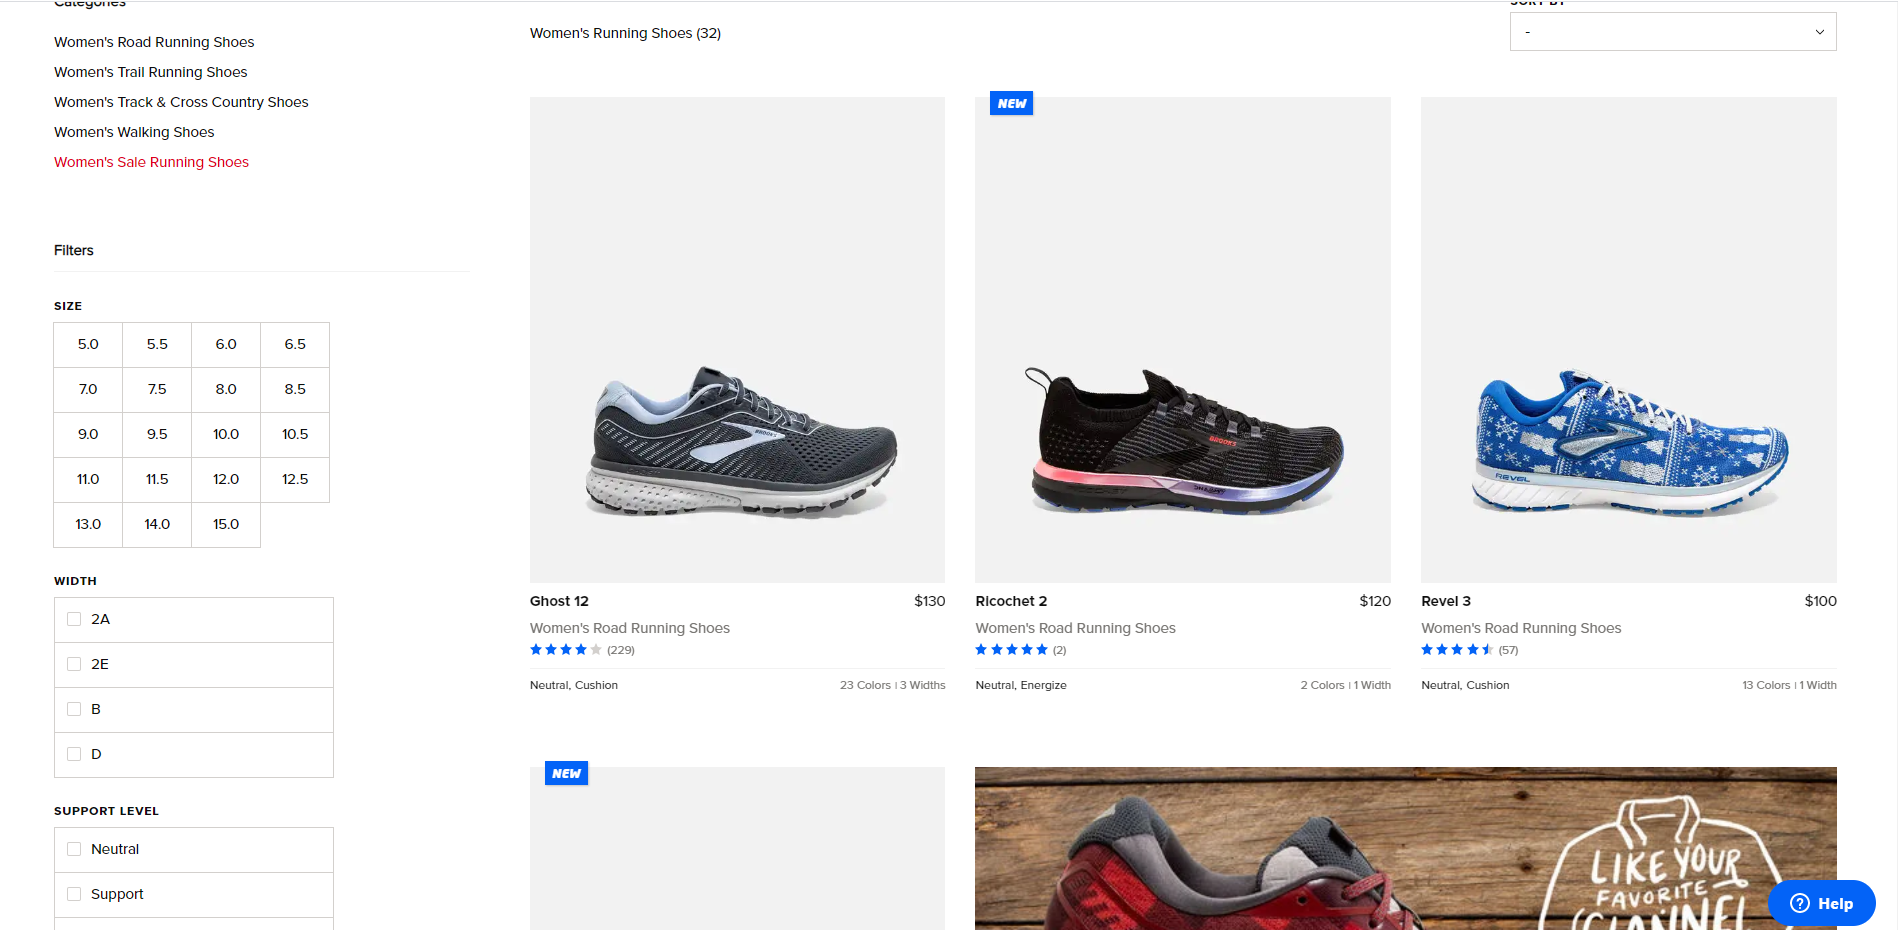 Categories
Women's Road Running Shoes
Women's Trail Running Shoes
Women's Track & Cross Country Shoes
Women's Walking Shoes
Women's Sale Running Shoes
Filters
SIZE
5.0 5.5 6.0 6.5
7.0 7.5 8.0 8.5
9.0 9.5 10.0 10.5
11.0 11.5 12.0 12.5
13.0 14.0 15.0
WIDTH
2A
2E
B
D
SUPPORT LEVEL
Neutral
Support
Women's Running Shoes (32)
SORT BY
-
BROOKS
Ghost 12 $130
Women's Road Running Shoes
(229)
Neutral, Cushion 23 Colors | 3 Widths
NEW
BROOKS
Ricochet 2 $120
Women's Road Running Shoes
(2)
Neutral, Energize 2 Colors | 1 Width
REVEL
Revel 3 $100
Women's Road Running Shoes
(57)
Neutral, Cushion 13 Colors | 1 Width
NEW
LIKE YOUR
FAVORITE
FLANNEL
Help